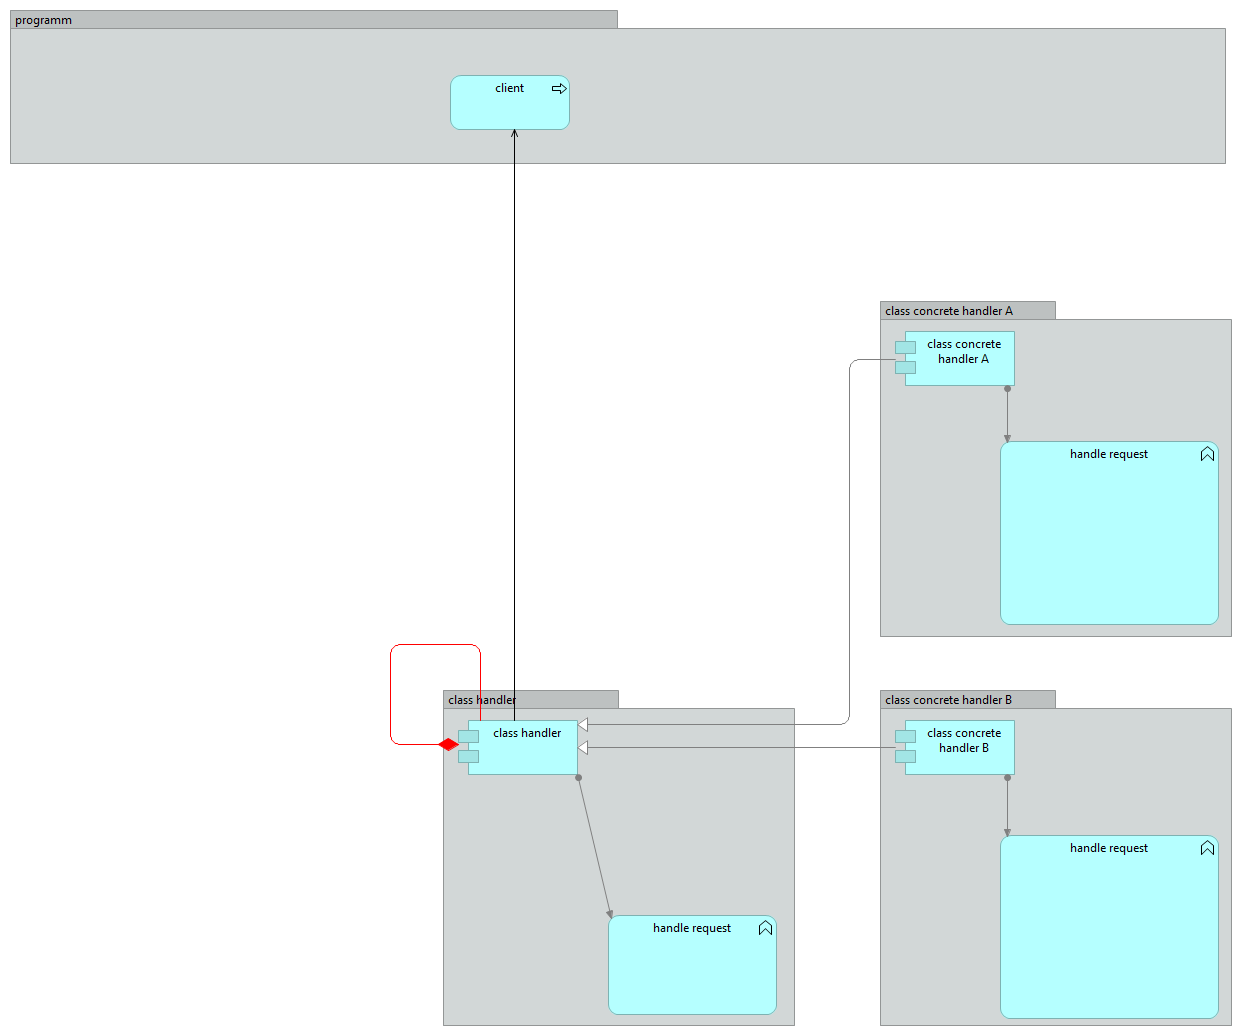 programm
client
class concrete handler A
class concrete
handler A
handle request
class handler
class handler
handle request
class concrete handler B
class concrete
handler B
handle request